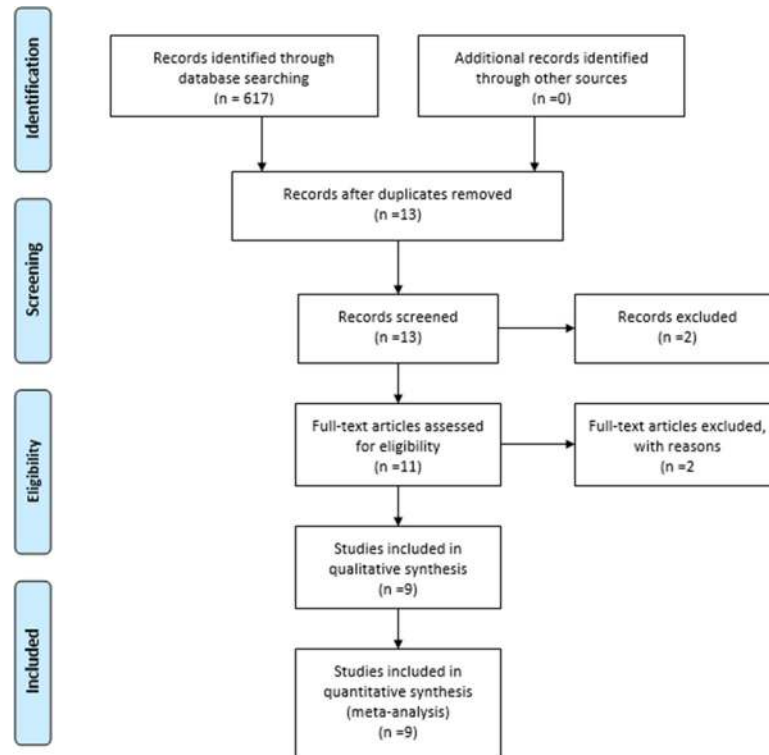 Identification
Records identified through
database searching
(n = 617)
Additional records identified
through other sources
(n =0)
Records after duplicates removed
(n =13)
Screening
Records screened
(n =13)
Records excluded
(n =2)
Eligibility
Full-text articles assessed
for eligibility
(n =11)
Full-text articles excluded,
with reasons
(n =2
Studies included in
qualitative synthesis
(n =9)
Included
Studies included in
quantitative synthesis
(meta-analysis)
(n =9)